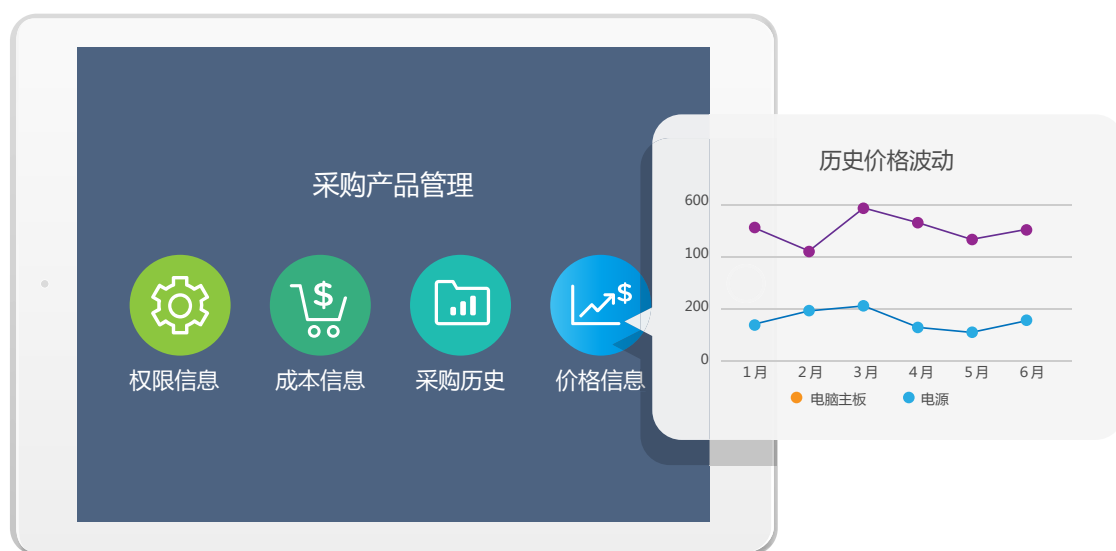 采购产品管理
权限信息
成本信息
采购历史
价格信息
历史价格波动
600
100
200
0
1月 2月 3月 4月 5月 6月
电脑主板 电源